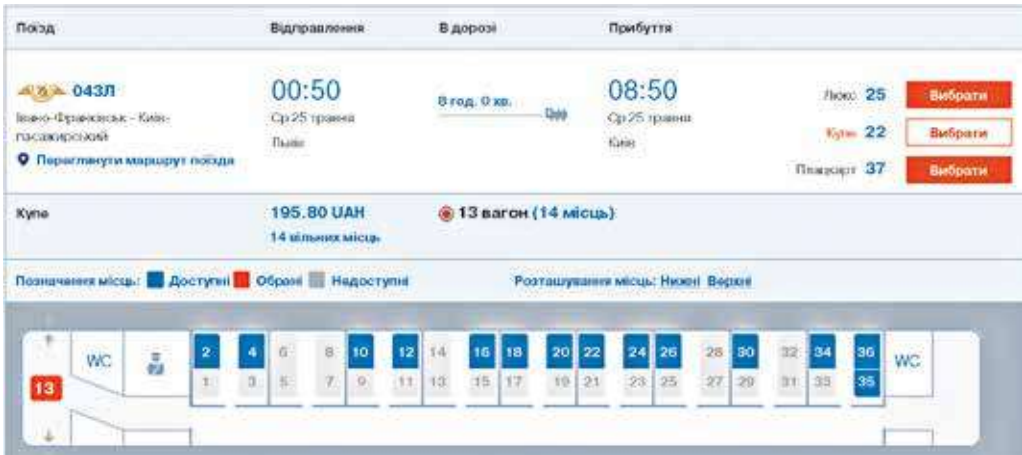 Поїзд Відправлення В дорозі Прибуття
043Л 00:50 8 год. 0 хв. 08:50 Люкс 25 Вибрати
Івано-Франківськ - Київ- Ср 25 травня Ср 25 травня Купе 22 Вибрати
пасажирський Львів Київ Плацкарт 37 Вибрати
Переглянути маршрут поїзда
Купе 195.80 UAH 13 вагон (14 місць)
14 вільних місць
Позначення місць: Доступні Обрані Недоступні Розташування місць: Нижні Верхні
WC 2 4 6 8 10 12 14 16 18 20 22 24 26 28 30 32 34 36 WC
13 1 3 5 7 9 11 13 15 17 19 21 23 25 27 29 31 33 35